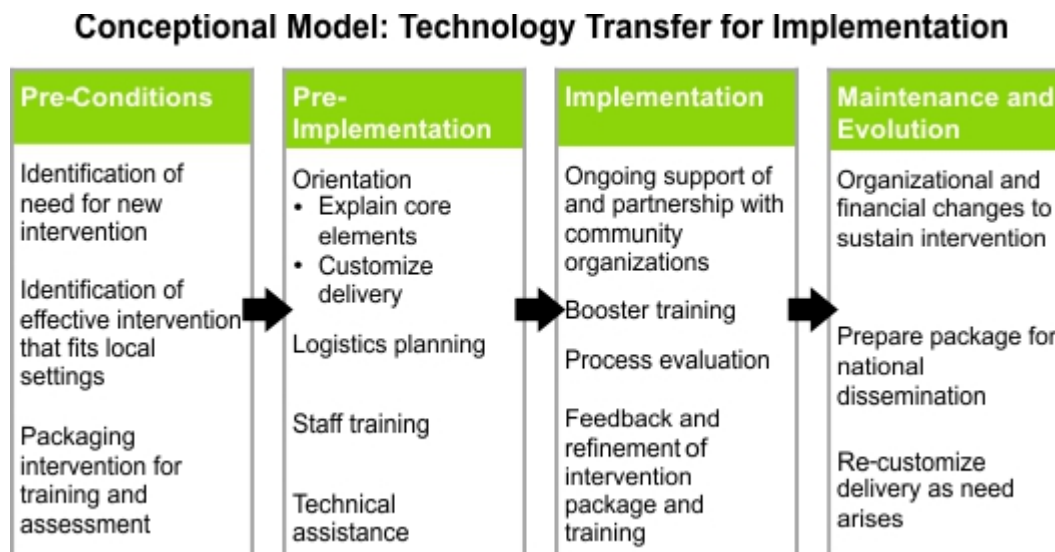 Conceptional Model: Technology Transfer for Implementation
Pre-Conditions
Identification of
need for new
intervention
Identification of
effective intervention
that fits local
settings
Packaging
intervention for
training and
assessment
Pre-
Implementation
Orientation
• Explain core
elements
• Customize
delivery
Logistics planning
Staff training
Technical
assistance
Implementation
Ongoing support of
and partnership with
community
organizations
Booster training
Process evaluation
Feedback and
refinement of
intervention
package and
training
Maintenance and
Evolution
Organizational and
financial changes to
sustain intervention
Prepare package for
national
dissemination
Re-customize
delivery as need
arises